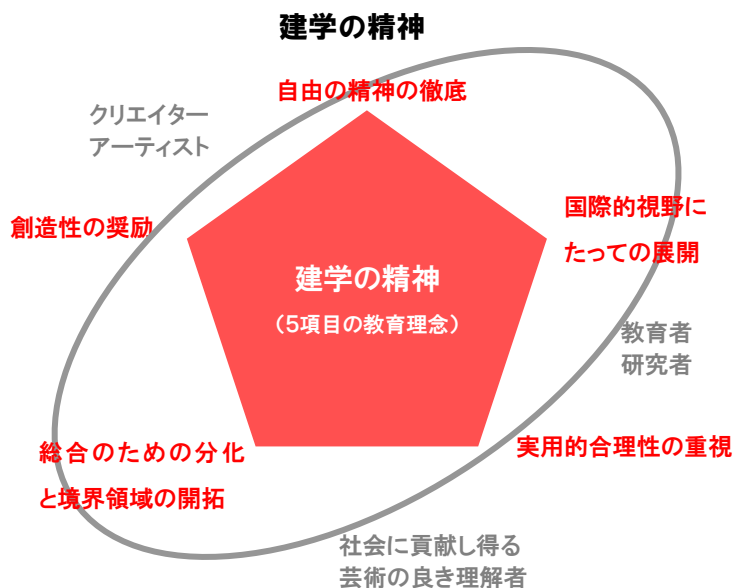 建学の精神
自由の精神の徹底
クリエイター
アーティスト
創造性の奨励
国際的視野に
たっての展開
建学の精神
（5項目の教育理念）
教育者
研究者
総合のための分化
と境界領域の開拓
実用的合理性の重視
社会に貢献し得る
芸術の良き理解者